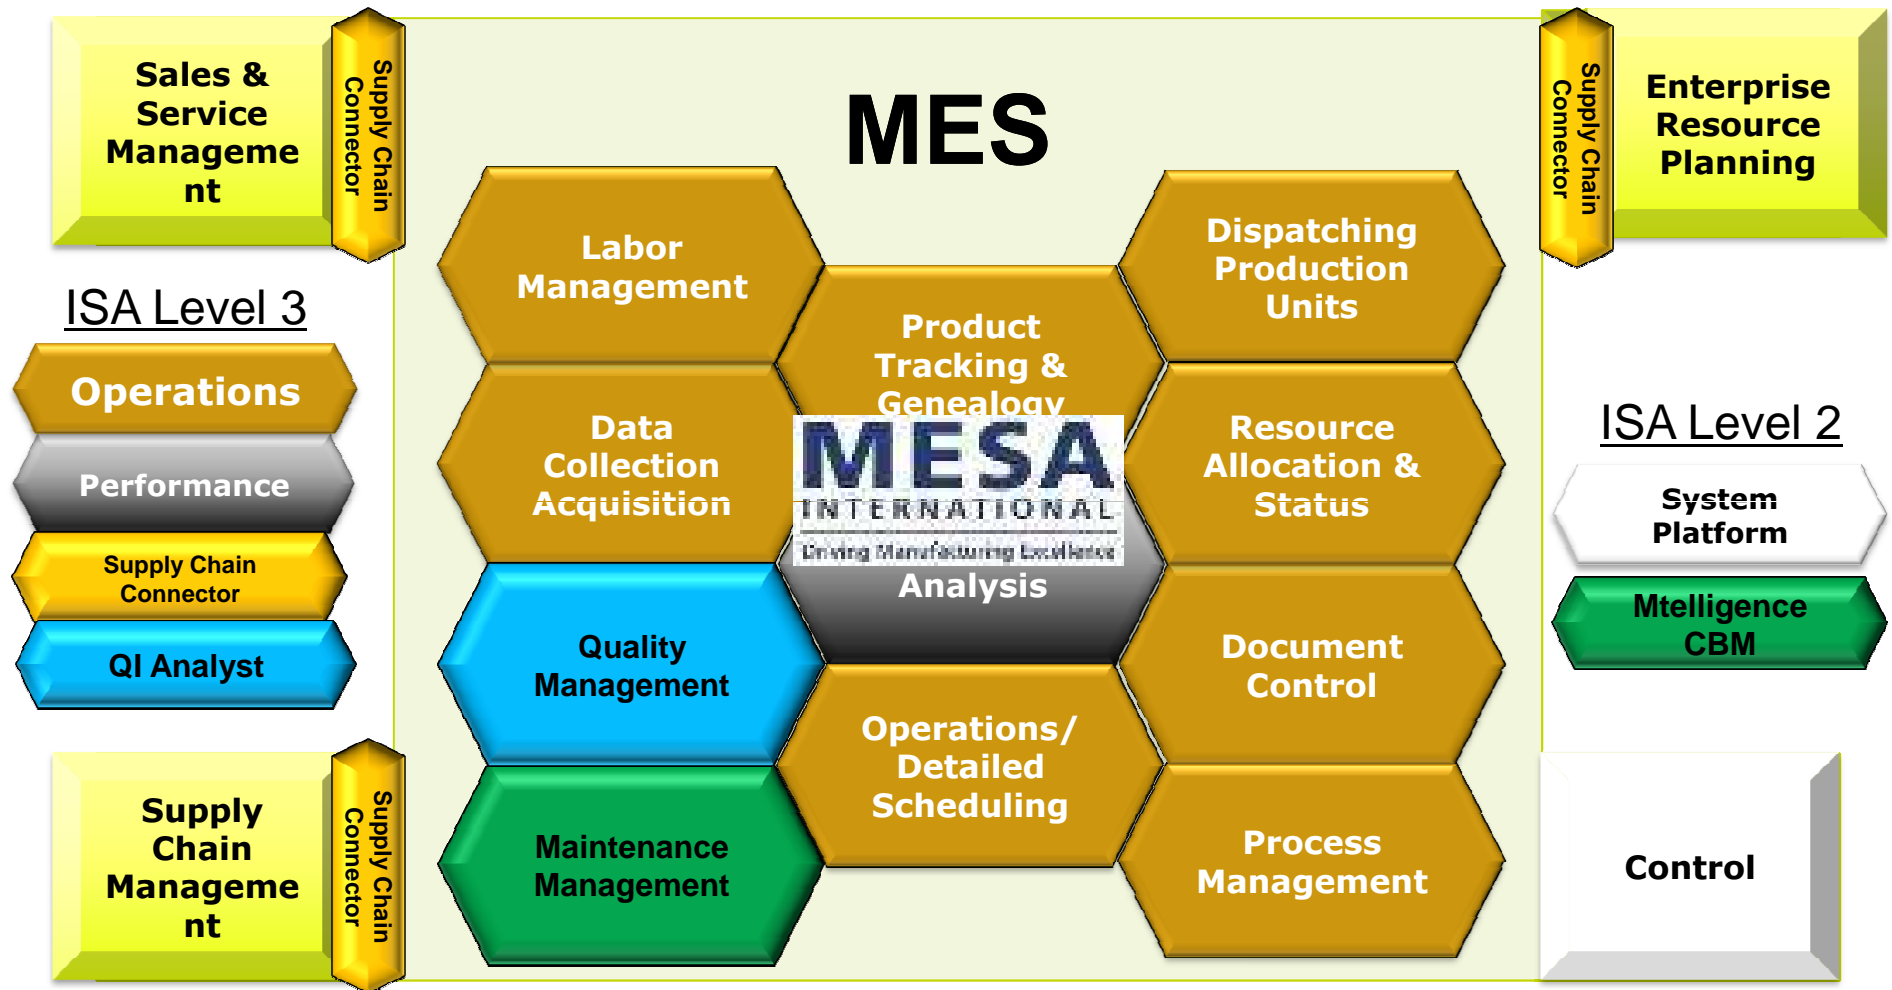 Sales &
Service
Manageme
nt
Supply Chain
Connector
MES
Supply Chain
Connector
Enterprise
Resource
Planning
Labor
Management
Dispatching
Production
Units
Product
Tracking &
Genealogy
ISA Level 3
Operations
Performance
Supply Chain
Connector
QI Analyst
Data
Collection
Acquisition
MESA
INTERNATIONAL
Driving Manufacturing Excellence
Analysis
Resource
Allocation &
Status
ISA Level 2
System
Platform
Mtelligence
CBM
Quality
Management
Document
Control
Operations/
Detailed
Scheduling
Maintenance
Management
Process
Management
Supply
Chain
Manageme
nt
Supply Chain
Connector
Control